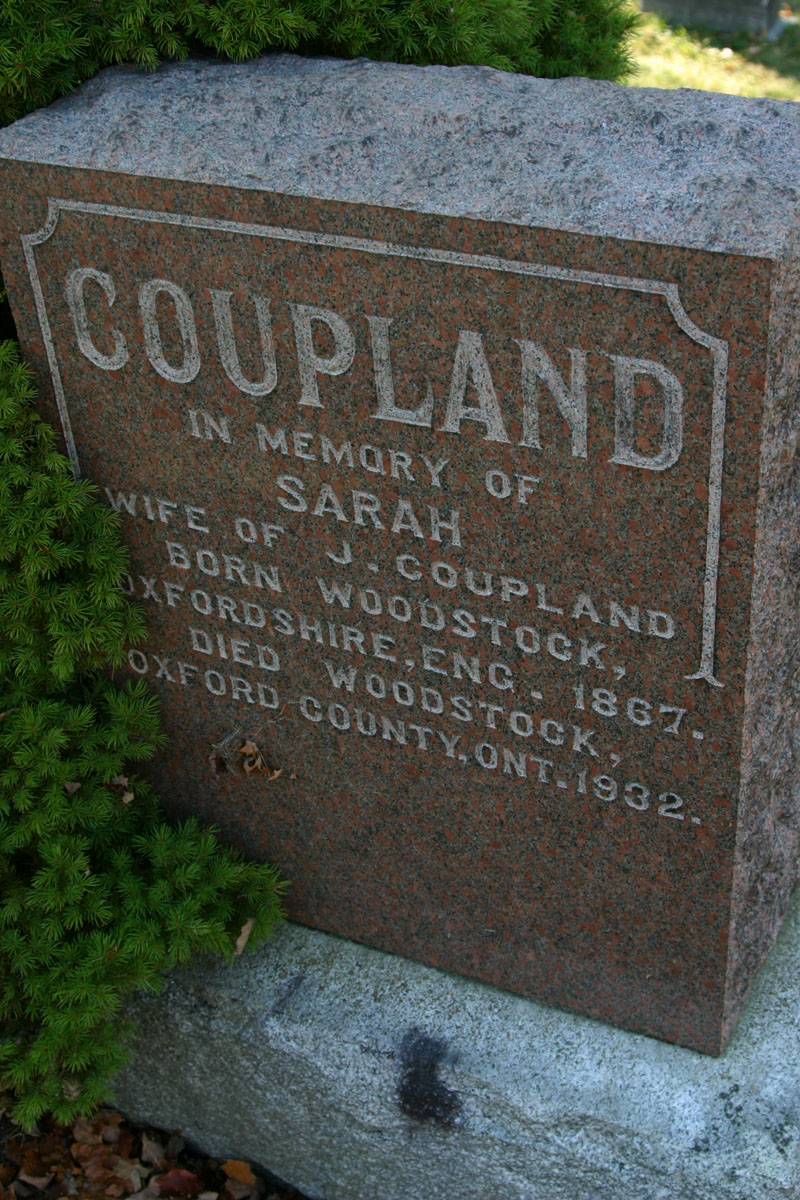 COUPLAND
IN MEMORY OF
SARAH
WIFE OF J. COUPLAND
BORN WOODSTOCK,
OXFORDSHIRE, ENG. 1867.
DIED WOODSTOCK,
OXFORD COUNTY, ONT. 1932.